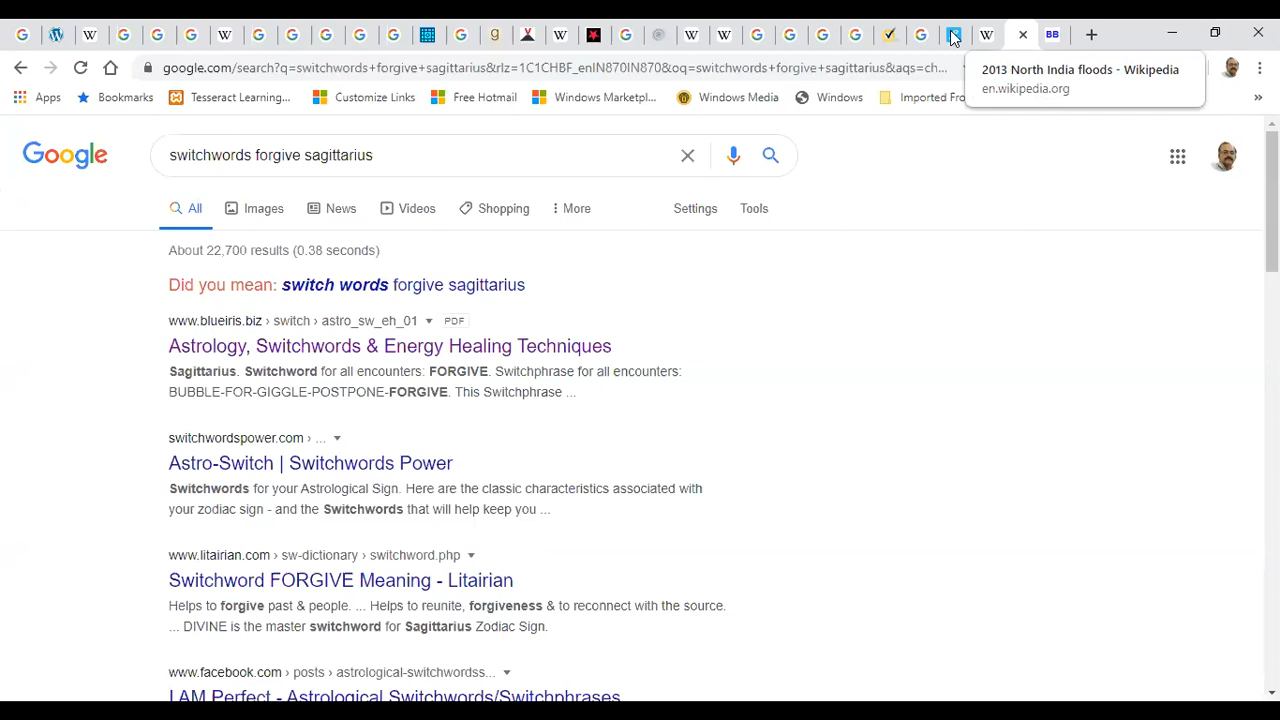 google.com/search?q=switchwords+forgive+sagittarius&rlz=1C1CHBF_enIN870IN870&oq=switchwords+forgive+sagittarius&aqs=ch...
2013 North India floods - Wikipedia
en.wikipedia.org
Apps
Bookmarks
Tesseract Learning...
Customize Links
Free Hotmail
Windows Marketpl...
Windows Media
Cloud Drive
Imported Fro
»
Google
switchwords forgive sagittarius
All
Images
News
Videos
Shopping
More
Settings
Tools
About 22,700 results (0.38 seconds)
Did you mean: switch words forgive sagittarius
www.blueiris.biz › switch › astro_sw_eh_01 PDF
Astrology, Switchwords & Energy Healing Techniques
Sagittarius. Switchword for all encounters: FORGIVE. Switchphrase for all encounters:
BUBBLE-FOR-GIGGLE-POSTPONE-FORGIVE. This Switchphrase ...
switchwordspower.com › ...
Astro-Switch | Switchwords Power
Switchwords for your Astrological Sign. Here are the classic characteristics associated with
your zodiac sign - and the Switchwords that will help keep you ...
www.litairian.com › sw-dictionary › switchword.php
Switchword FORGIVE Meaning - Litairian
Helps to forgive past & people. ... Helps to reunite, forgiveness & to reconnect with the source.
... DIVINE is the master switchword for Sagittarius Zodiac Sign.
www.facebook.com › posts › astrological-switchwordss...
I AM Perfect - Astrological Switchwords/Switchphrases